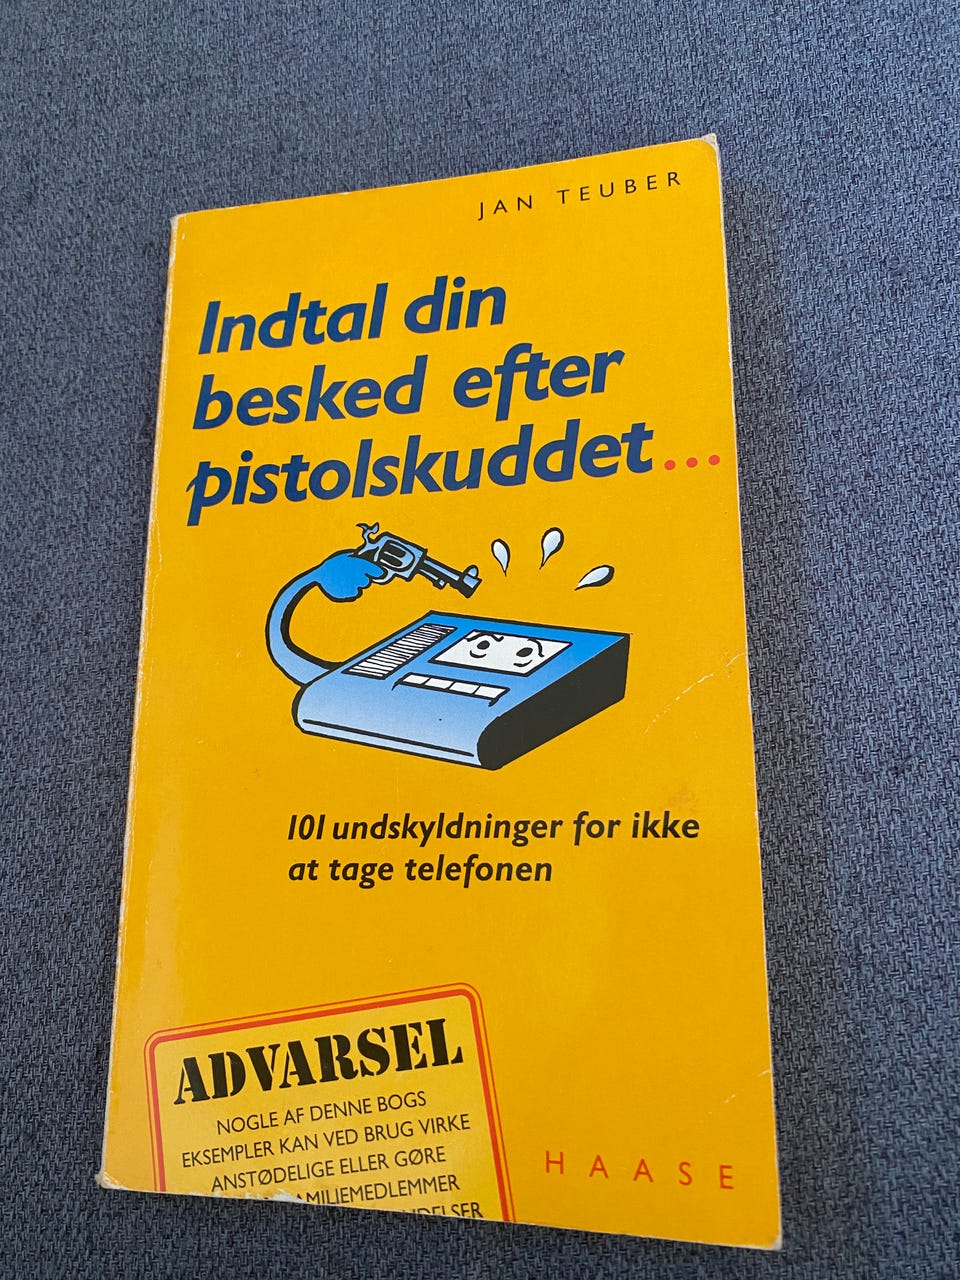 JAN TEUBER
Indtal din
besked efter
pistolskuddet...
101 undskyldninger for ikke
at tage telefonen
ADVARSEL
NOGLE AF DENNE BOGS
EKSEMPLER KAN VED BRUG VIRKE
ANSTØDELIGE ELLER GØRE
HAASE